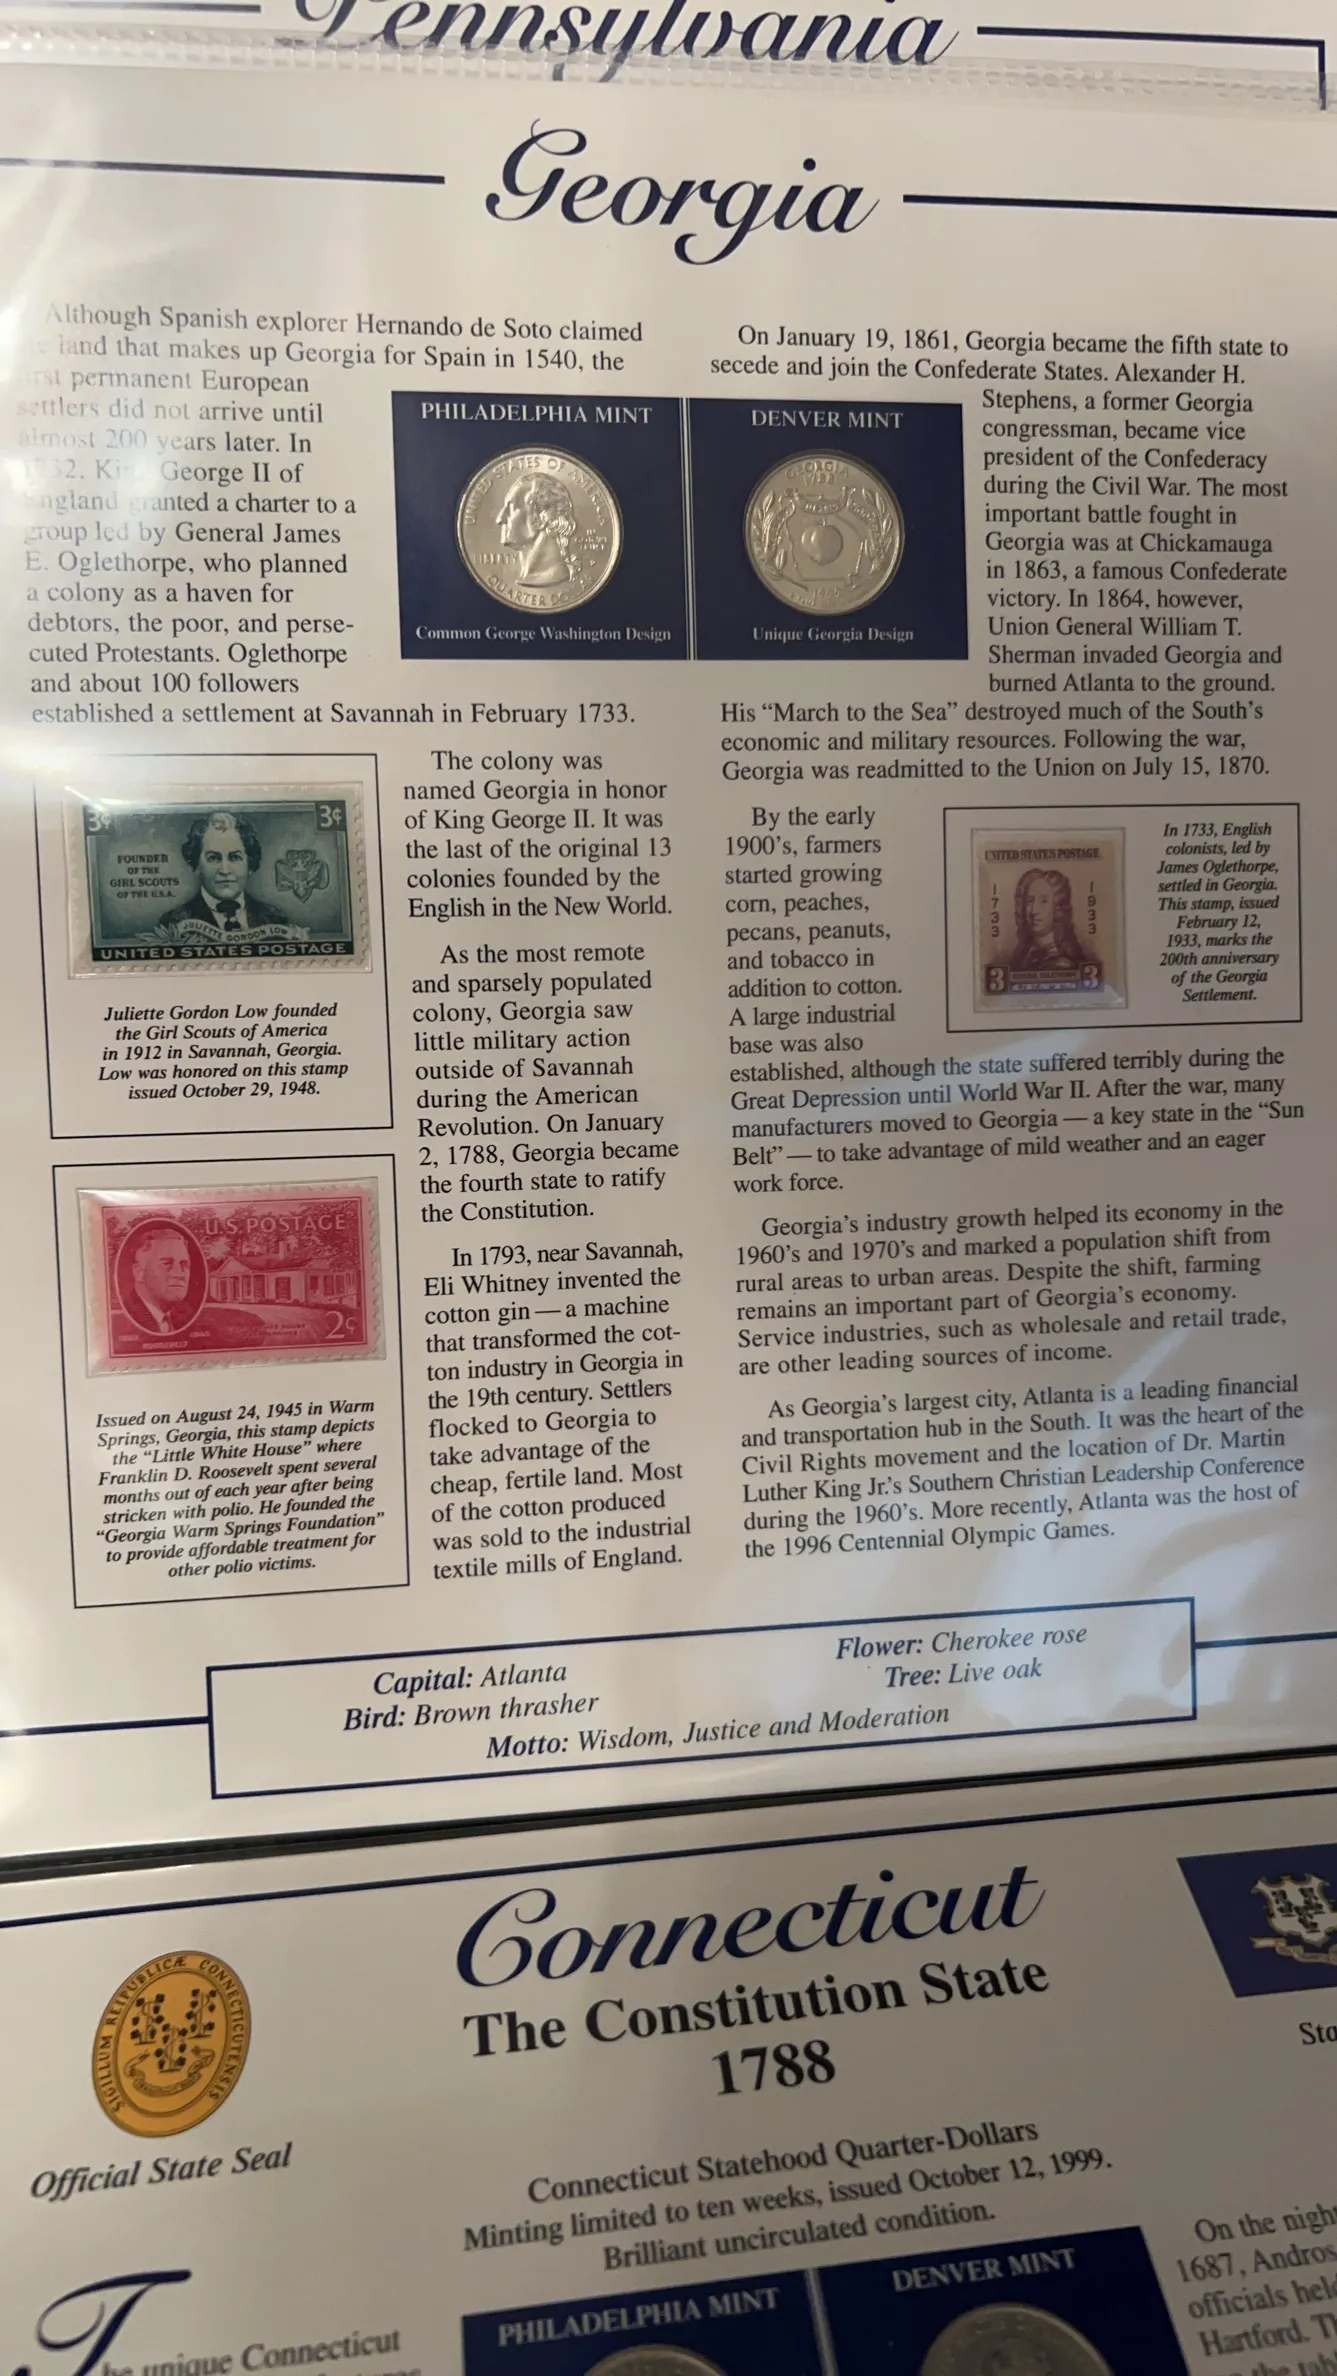 Pennsylvania
Georgia
Although Spanish explorer Hernando de Soto claimed
land that makes up Georgia for Spain in 1540, the
permanent European
settlers did not arrive until
almost 200 years later. In
George II of
England granted a charter to a
group led by General James
E. Oglethorpe, who planned
a colony as a haven for
debtors, the poor, and perse-
cuted Protestants. Oglethorpe
and about 100 followers
established a settlement at Savannah in February 1733.
PHILADELPHIA MINT
UNITED STATES OF AMERICA
LIBERTY
IN GOD WE TRUST
QUARTER DOLLAR
Common George Washington Design
DENVER MINT
GEORGIA
1788
Unique Georgia Design
3¢ 3¢
FOUNDER
OF THE
GIRL SCOUTS
OF THE U.S.A.
JULIETTE GORDON LOW
UNITED STATES POSTAGE
Juliette Gordon Low founded
the Girl Scouts of America
in 1912 in Savannah, Georgia.
Low was honored on this stamp
issued October 29, 1948.
U.S. POSTAGE
2¢
Issued on August 24, 1945 in Warm
Springs, Georgia, this stamp depicts
the “Little White House” where
Franklin D. Roosevelt spent several
months out of each year after being
stricken with polio. He founded the
“Georgia Warm Springs Foundation”
to provide affordable treatment for
other polio victims.
The colony was
named Georgia in honor
of King George II. It was
the last of the original 13
colonies founded by the
English in the New World.
As the most remote
and sparsely populated
colony, Georgia saw
little military action
outside of Savannah
during the American
Revolution. On January
2, 1788, Georgia became
the fourth state to ratify
the Constitution.
In 1793, near Savannah,
Eli Whitney invented the
cotton gin — a machine
that transformed the cot-
ton industry in Georgia in
the 19th century. Settlers
flocked to Georgia to
take advantage of the
cheap, fertile land. Most
of the cotton produced
was sold to the industrial
textile mills of England.
On January 19, 1861, Georgia became the fifth state to
secede and join the Confederate States. Alexander H.
Stephens, a former Georgia
congressman, became vice
president of the Confederacy
during the Civil War. The most
important battle fought in
Georgia was at Chickamauga
in 1863, a famous Confederate
victory. In 1864, however,
Union General William T.
Sherman invaded Georgia and
burned Atlanta to the ground.
His “March to the Sea” destroyed much of the South’s
economic and military resources. Following the war,
Georgia was readmitted to the Union on July 15, 1870.
By the early
1900’s, farmers
started growing
corn, peaches,
pecans, peanuts,
and tobacco in
addition to cotton.
A large industrial
base was also
established, although the state suffered terribly during the
Great Depression until World War II. After the war, many
manufacturers moved to Georgia — a key state in the “Sun
Belt” — to take advantage of mild weather and an eager
work force.
UNITED STATES POSTAGE
1733 1933
3 3
In 1733, English
colonists, led by
James Oglethorpe,
settled in Georgia.
This stamp, issued
February 12,
1933, marks the
200th anniversary
of the Georgia
Settlement.
Georgia’s industry growth helped its economy in the
1960’s and 1970’s and marked a population shift from
rural areas to urban areas. Despite the shift, farming
remains an important part of Georgia’s economy.
Service industries, such as wholesale and retail trade,
are other leading sources of income.
As Georgia’s largest city, Atlanta is a leading financial
and transportation hub in the South. It was the heart of the
Civil Rights movement and the location of Dr. Martin
Luther King Jr.’s Southern Christian Leadership Conference
during the 1960’s. More recently, Atlanta was the host of
the 1996 Centennial Olympic Games.
Capital: Atlanta
Flower: Cherokee rose
Bird: Brown thrasher
Tree: Live oak
Motto: Wisdom, Justice and Moderation
Connecticut
The Constitution State
1788
SIGILLUM REIPUBLICÆ CONNECTICUTENSIS
Official State Seal
Connecticut Statehood Quarter-Dollars
Minting limited to ten weeks, issued October 12, 1999.
Brilliant uncirculated condition.
PHILADELPHIA MINT
DENVER MINT
The unique Connecticut
On the nigh
1687, Andros
officials hel
Hartford. Th